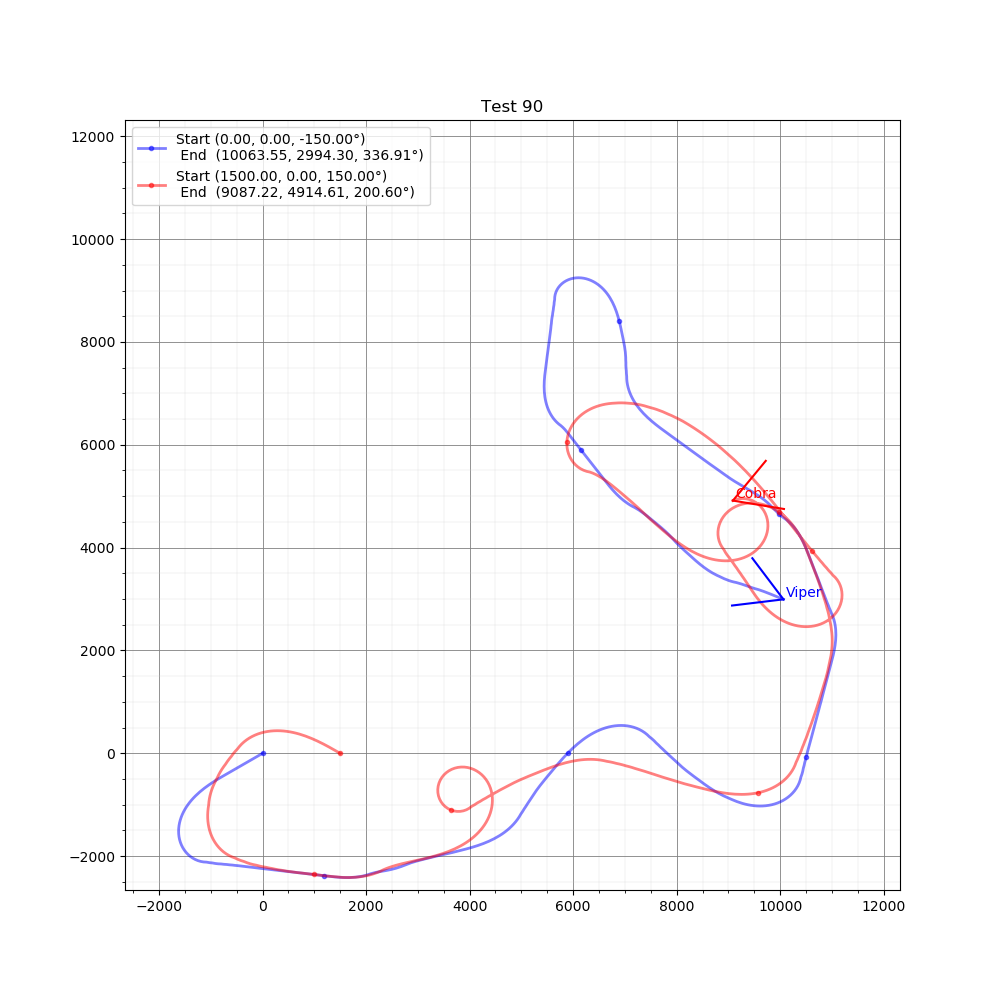 Test 90
Start (0.00, 0.00, -150.00°)
End (10063.55, 2994.30, 336.91°)
Start (1500.00, 0.00, 150.00°)
End (9087.22, 4914.61, 200.60°)
12000
10000
8000
6000
4000
2000
0
−2000
Cobra
Viper
−2000 0 2000 4000 6000 8000 10000 12000